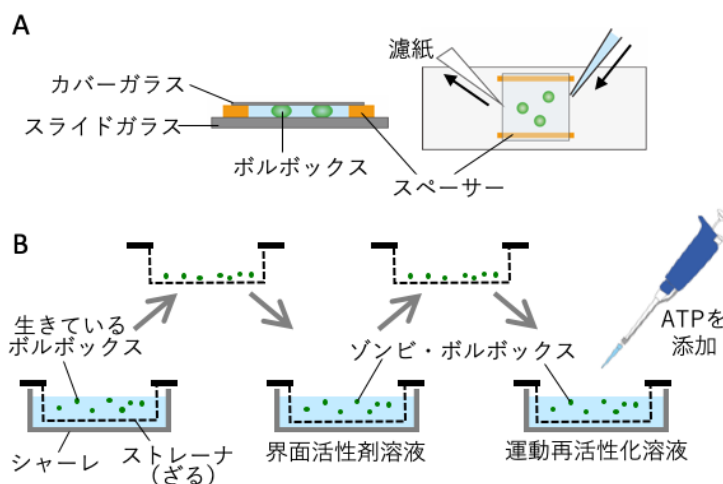 A
カバーガラス
スライドガラス
ボルボックス
濾紙
スペーサー
B
生きている
ボルボックス
ゾンビ・ボルボックス
ATPを
添加
シャーレ
ストレーナ
（ざる）
界面活性剤溶液
運動再活性化溶液